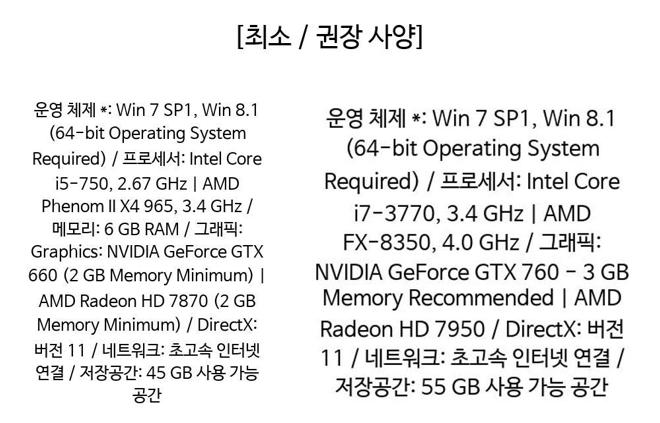 [최소 / 권장 사양]
운영 체제 *: Win 7 SP1, Win 8.1
(64-bit Operating System
Required) / 프로세서: Intel Core
i5-750, 2.67 GHz | AMD
Phenom II X4 965, 3.4 GHz /
메모리: 6 GB RAM / 그래픽:
Graphics: NVIDIA GeForce GTX
660 (2 GB Memory Minimum) |
AMD Radeon HD 7870 (2 GB
Memory Minimum) / DirectX:
버전 11 / 네트워크: 초고속 인터넷
연결 / 저장공간: 45 GB 사용 가능
공간
운영 체제 *: Win 7 SP1, Win 8.1
(64-bit Operating System
Required) / 프로세서: Intel Core
i7-3770, 3.4 GHz | AMD
FX-8350, 4.0 GHz / 그래픽:
NVIDIA GeForce GTX 760 - 3 GB
Memory Recommended | AMD
Radeon HD 7950 / DirectX: 버전
11 / 네트워크: 초고속 인터넷 연결 /
저장공간: 55 GB 사용 가능 공간